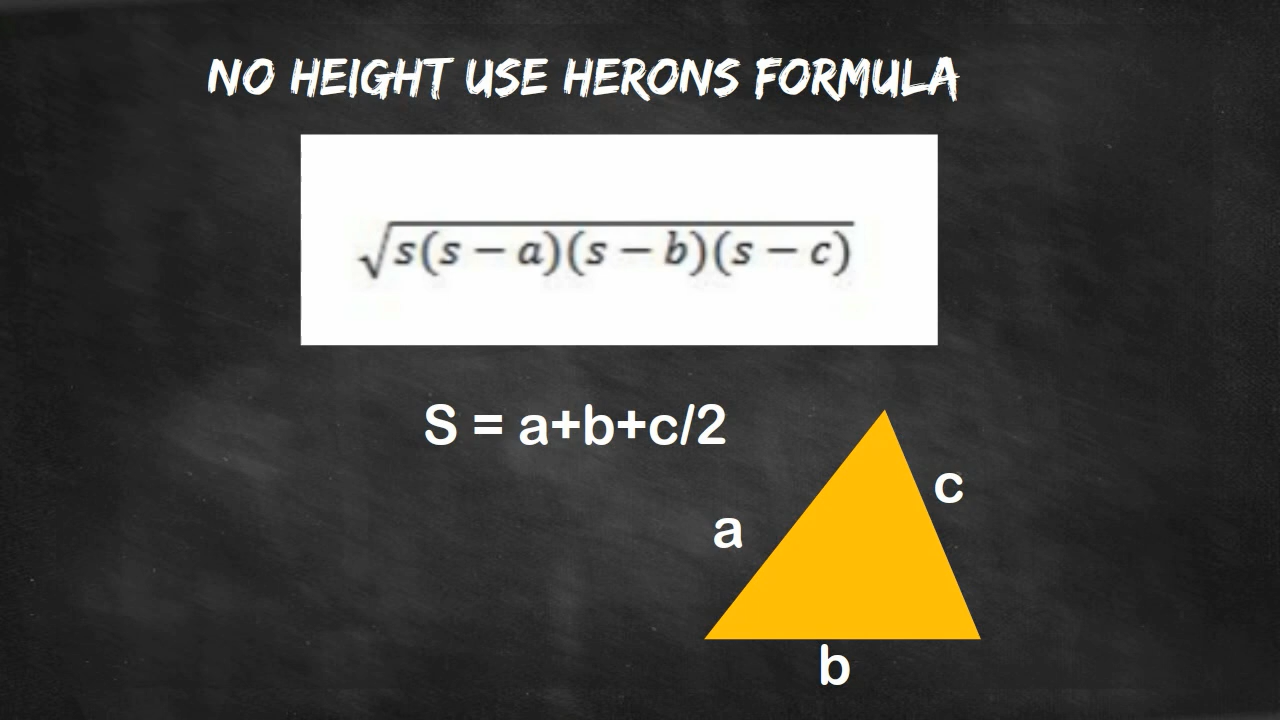 NO HEIGHT USE HERONS FORMULA
√s(s − a)(s − b)(s − c)
S = a+b+c/2
c
a
b